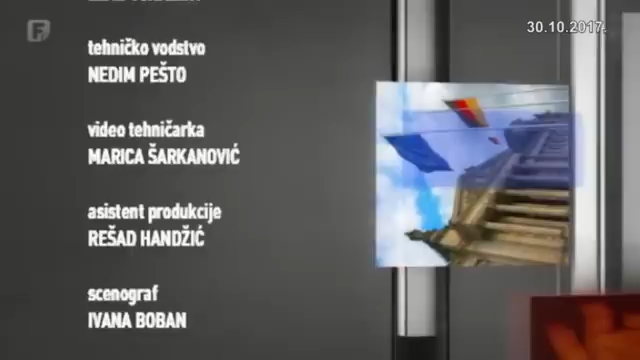 F
30.10.2017.
tehničko vodstvo
NEDIM PEŠTO
video tehničarka
MARICA ŠARKANOVIĆ
asistent produkcije
REŠAD HANDŽIĆ
scenograf
IVANA BOBAN